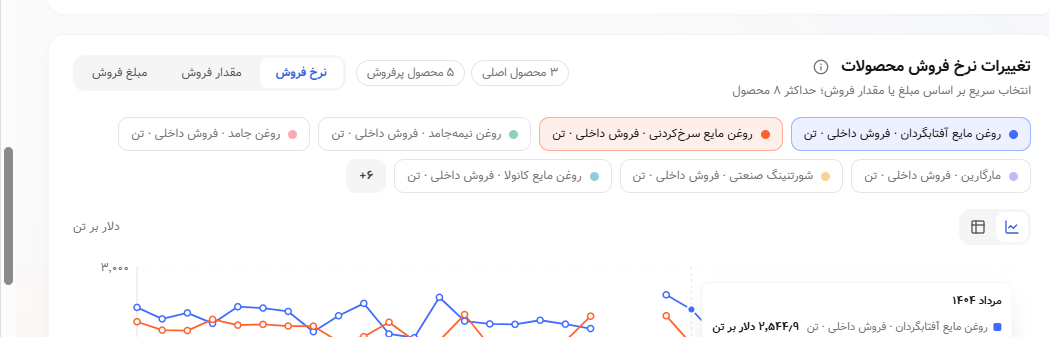 تغییرات نرخ فروش محصولات
۳ محصول اصلی
۵ محصول پرفروش
نرخ فروش
مقدار فروش
مبلغ فروش
انتخاب سریع بر اساس مبلغ یا مقدار فروش؛ حداکثر ۸ محصول
روغن مایع آفتابگردان · فروش داخلی · تن
روغن مایع سرخ‌کردنی · فروش داخلی · تن
روغن نیمه‌جامد · فروش داخلی · تن
روغن جامد · فروش داخلی · تن
مارگارین · فروش داخلی · تن
شورتنینگ صنعتی · فروش داخلی · تن
روغن مایع کانولا · فروش داخلی · تن
+۶
دلار بر تن
۳,۰۰۰
مرداد ۱۴۰۴
روغن مایع آفتابگردان · فروش داخلی · تن ۲,۵۴۴/۹ دلار بر تن